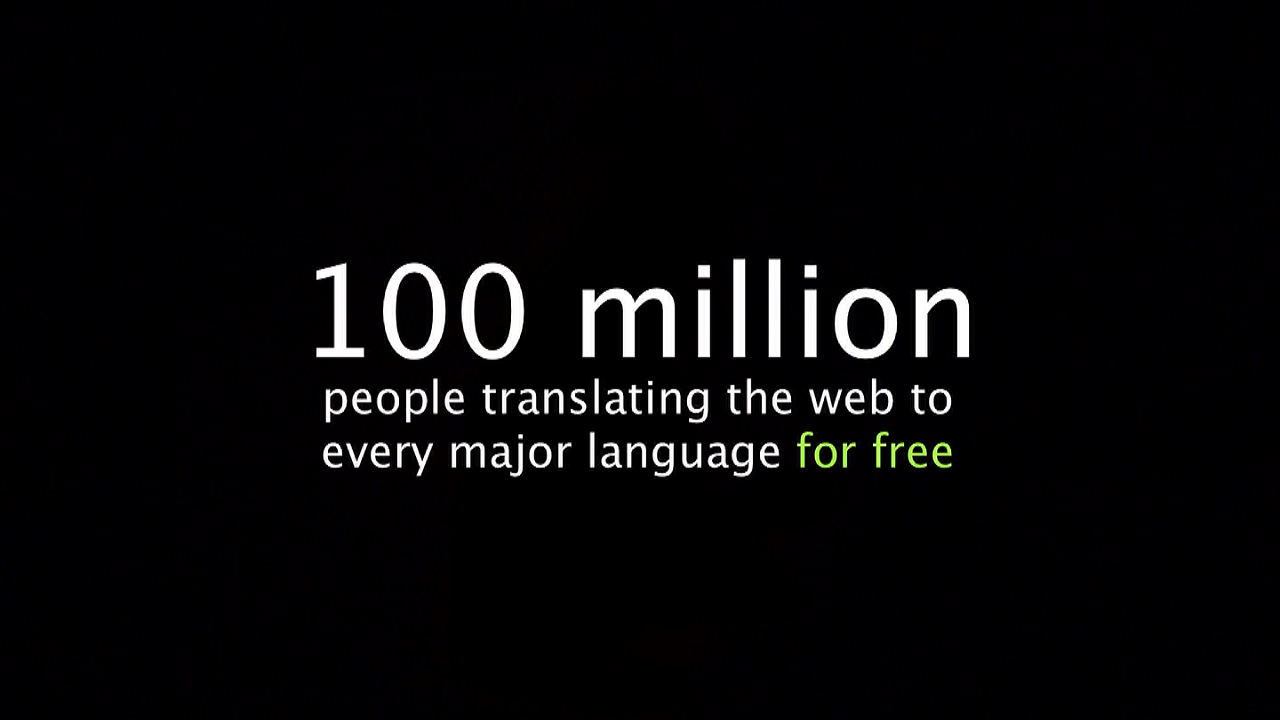 100 million
people translating the web to
every major language for free